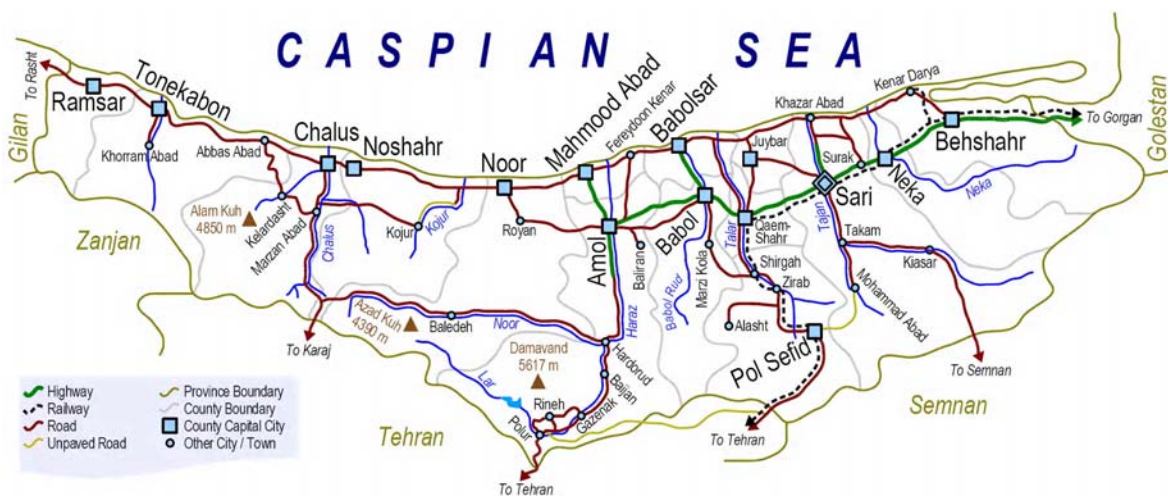 CASPIAN SEA
To Rasht
Ramsar
Tonekabon
Gilan
Khorram Abad
Abbas Abad
Chalus
Noshahr
Noor
Mahmood Abad
Fereydoon Kenar
Babolsar
Khazar Abad
Kenar Darya
Juybar
Surak
Behshahr
To Gorgan
Golestan
Neka
Neka
Sari
Tajan
Alam Kuh
4850 m
Kelardasht
Marzan Abad
Chalus
Kojur
Kojur
Royan
Amol
Baliran
Babol
Marzi Kola
Babol Rud
Talar
Qaem-
Shahr
Shirgah
Zirab
Takam
Kiasar
Mohammad Abad
Zanjan
To Karaj
Azad Kuh
4390 m
Baledeh
Noor
Haraz
Hardorud
Baijan
Gazenak
Damavand
5617 m
Rineh
Lar
Polur
Alasht
Pol Sefid
To Semnan
Semnan
To Tehran
Tehran
To Tehran
Highway
Railway
Road
Unpaved Road
Province Boundary
County Boundary
County Capital City
Other City / Town